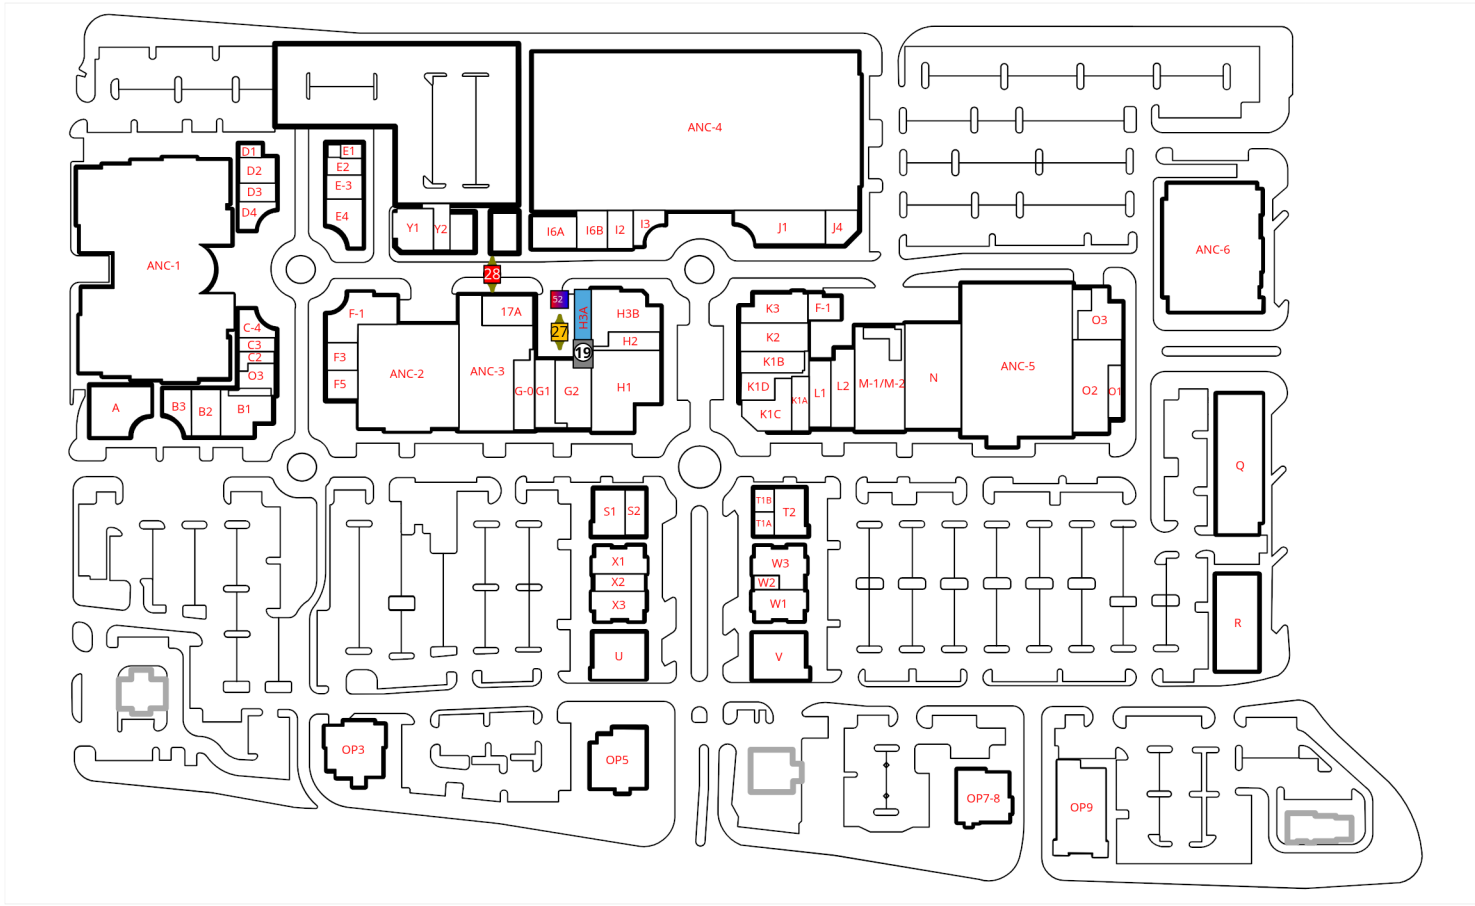 ANC-4
D1
E1
D2
E2
D3
E-3
D4
E4
Y1
Y2
I6A
I6B
I2
I3
J1
J4
ANC-1
ANC-6
28
52
F-1
17A
H3A
H3B
K3
F-1
O3
C-4
27
H2
K2
C3
19
C2
F3
K1B
O3
ANC-2
ANC-3
ANC-5
F5
G-0
G1
G2
H1
K1D
K1A
L1
L2
M-1/M-2
N
O2
O1
A
B3
B2
B1
K1C
Q
S1
S2
T1B
T1A
T2
X1
W3
X2
W2
X3
W1
R
U
V
OP3
OP5
OP7-8
OP9